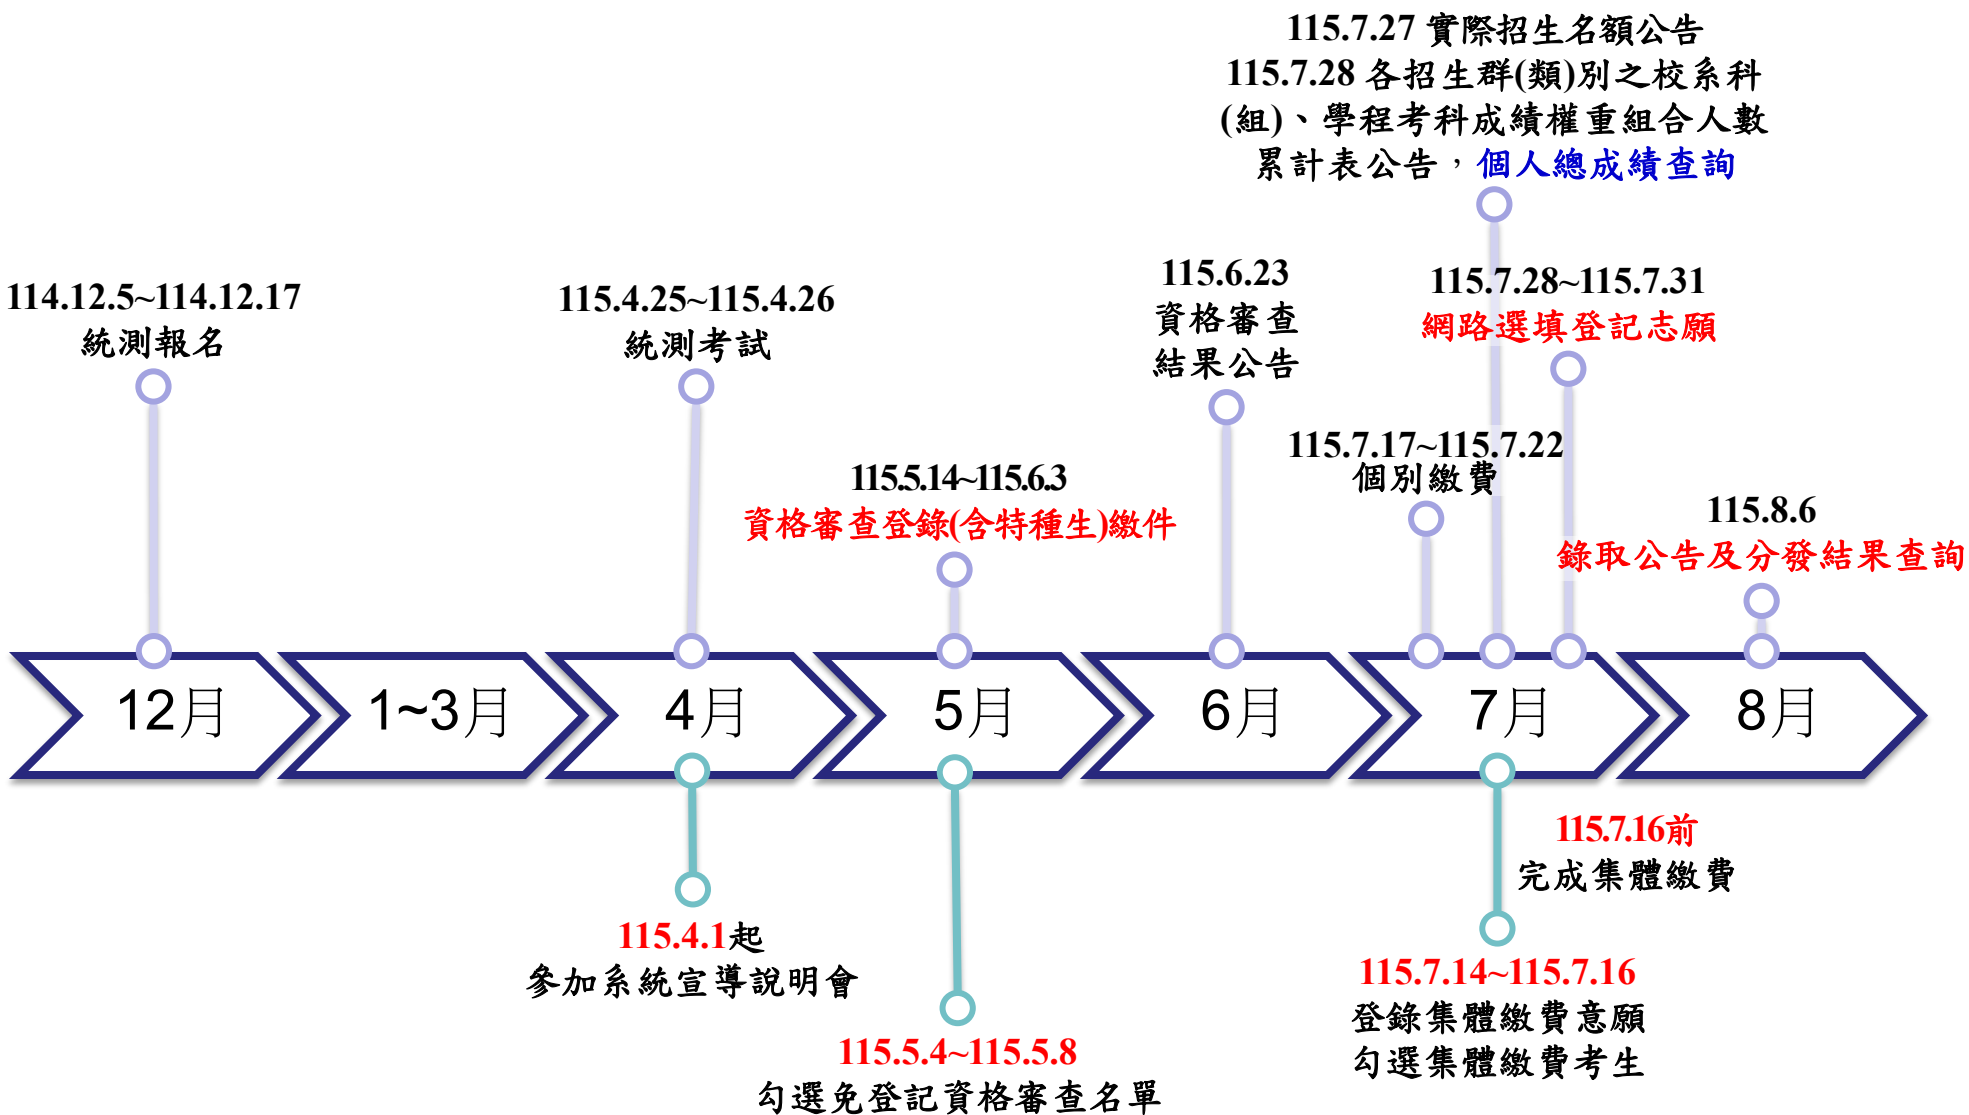 115.7.27 實際招生名額公告
115.7.28 各招生群(類)別之校系科
(組)、學程考科成績權重組合人數
累計表公告，個人總成績查詢
114.12.5~114.12.17
統測報名
115.4.25~115.4.26
統測考試
115.6.23
資格審查
結果公告
115.7.28~115.7.31
網路選填登記志願
115.5.14~115.6.3
資格審查登錄(含特種生)繳件
115.7.17~115.7.22
個別繳費
115.8.6
錄取公告及分發結果查詢
12月
1~3月
4月
5月
6月
7月
8月
115.4.1起
參加系統宣導說明會
115.5.4~115.5.8
勾選免登記資格審查名單
115.7.16前
完成集體繳費
115.7.14~115.7.16
登錄集體繳費意願
勾選集體繳費考生